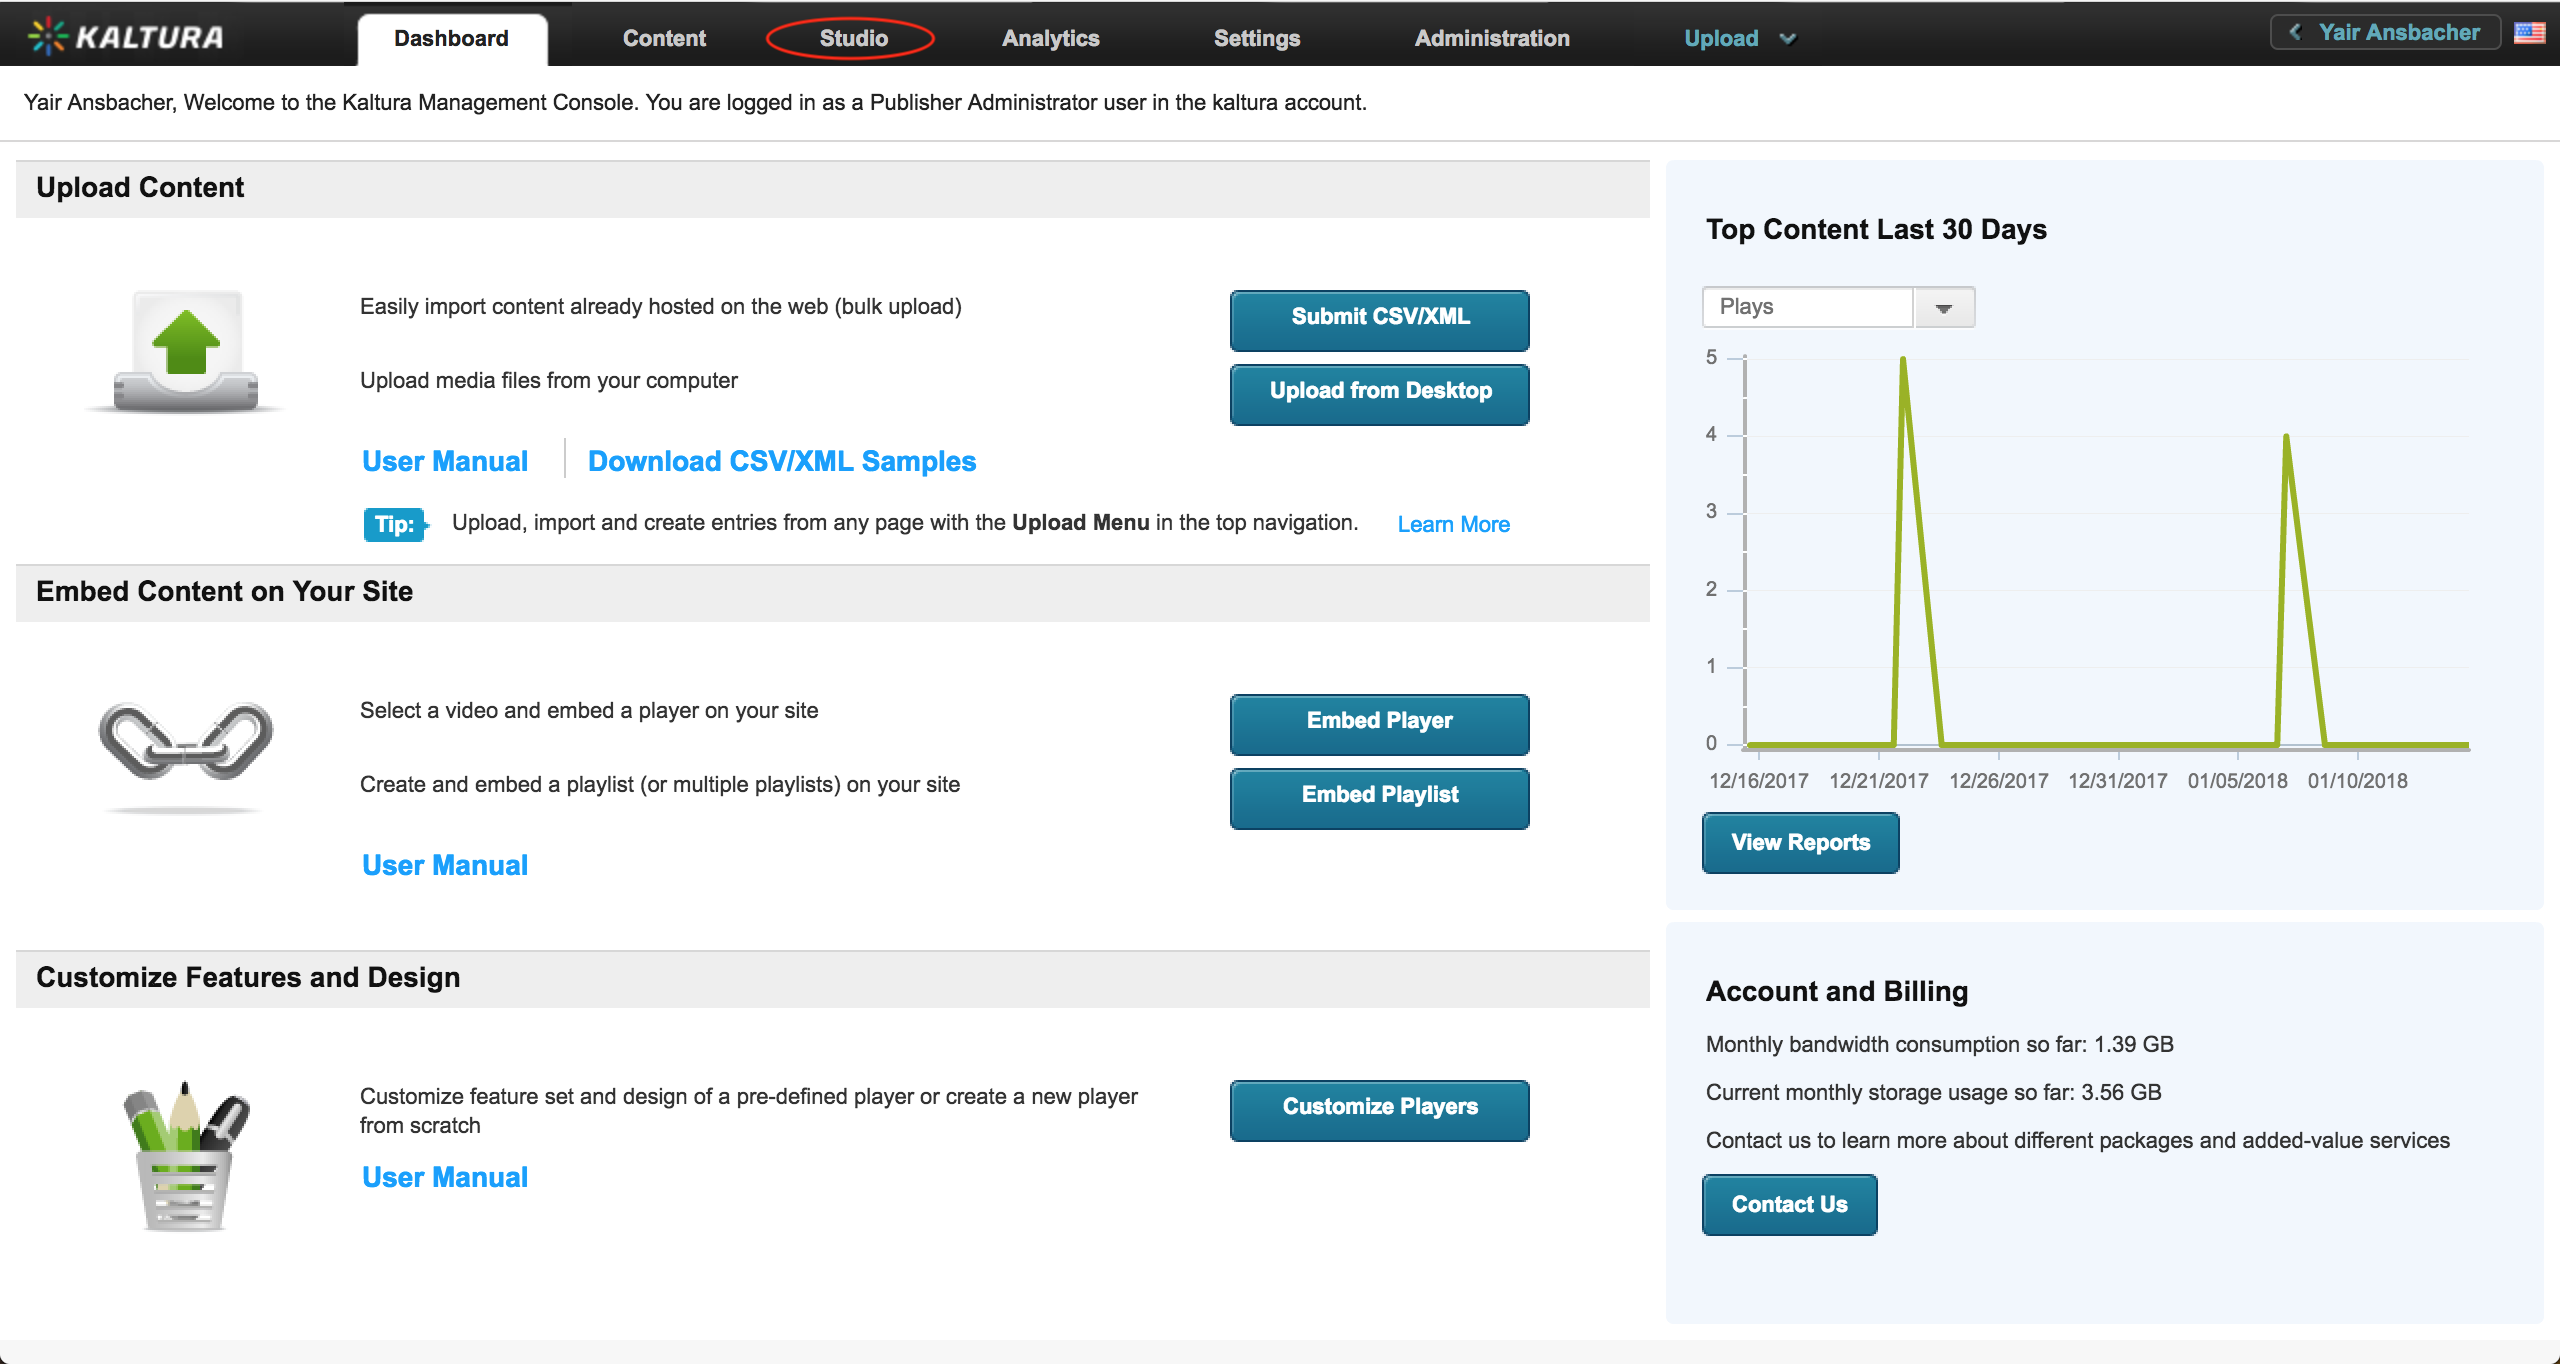 KALTURA
Dashboard
Content
Studio
Analytics
Settings
Administration
Upload
Yair Ansbacher
Yair Ansbacher, Welcome to the Kaltura Management Console. You are logged in as a Publisher Administrator user in the kaltura account.
Upload Content
Easily import content already hosted on the web (bulk upload)
Submit CSV/XML
Upload media files from your computer
Upload from Desktop
User Manual
Download CSV/XML Samples
Tip:
Upload, import and create entries from any page with the Upload Menu in the top navigation.
Learn More
Embed Content on Your Site
Select a video and embed a player on your site
Embed Player
Create and embed a playlist (or multiple playlists) on your site
Embed Playlist
User Manual
Customize Features and Design
Customize feature set and design of a pre-defined player or create a new player
from scratch
Customize Players
User Manual
Top Content Last 30 Days
Plays
5
4
3
2
1
0
12/16/2017 12/21/2017 12/26/2017 12/31/2017 01/05/2018 01/10/2018
View Reports
Account and Billing
Monthly bandwidth consumption so far: 1.39 GB
Current monthly storage usage so far: 3.56 GB
Contact us to learn more about different packages and added-value services
Contact Us